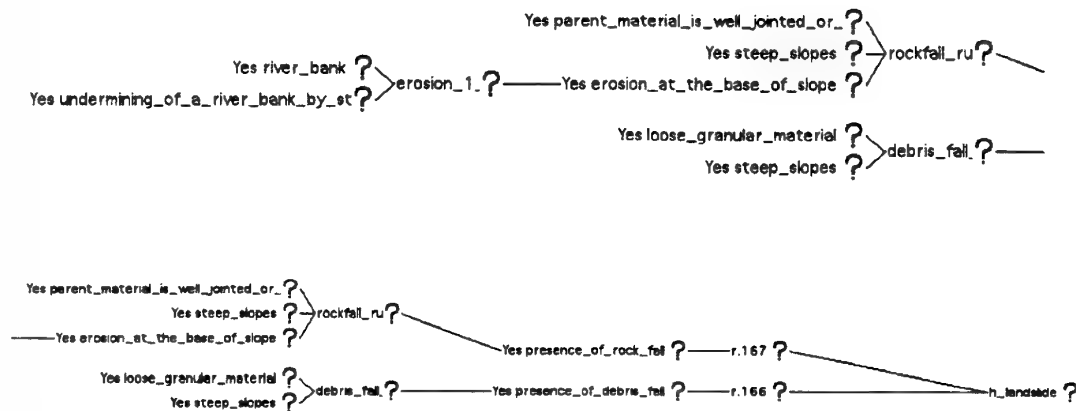 Yes parent_material_is_well_jointed_or_ ?
Yes steep_slopes ? rockfall_ru ?
Yes river_bank ?
erosion_1_ ? Yes erosion_at_the_base_of_slope ?
Yes undermining_of_a_river_bank_by_st ?
Yes loose_granular_material ?
debris_fall_ ?
Yes steep_slopes ?
Yes parent_material_is_well_jointed_or_ ?
Yes steep_slopes ? rockfall_ru ?
Yes erosion_at_the_base_of_slope ?
Yes presence_of_rock_fall ? r.167 ?
Yes loose_granular_material ?
debris_fall_ ? Yes presence_of_debris_fall ? r.166 ? h_landslide ?
Yes steep_slopes ?